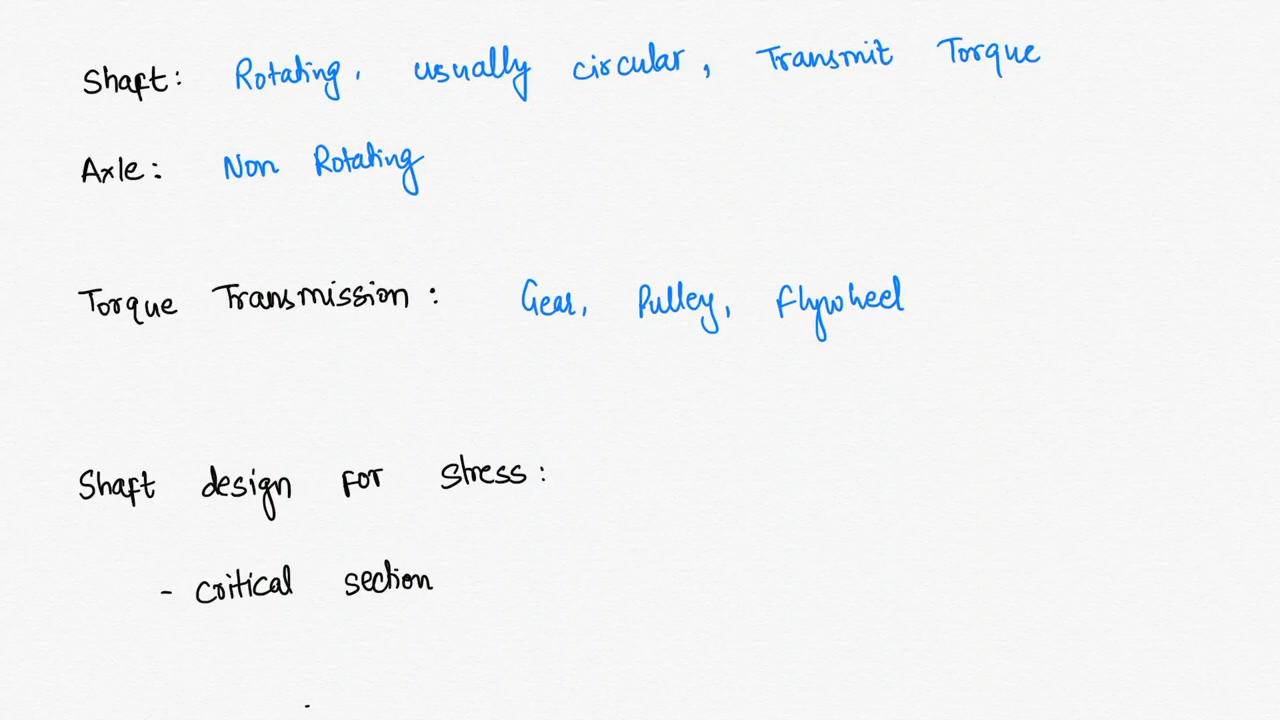 Shaft: Rotating, usually circular, Transmit Torque
Axle: Non Rotating
Torque Transmission: Gear, Pulley, Flywheel
Shaft design for stress:
- critical section